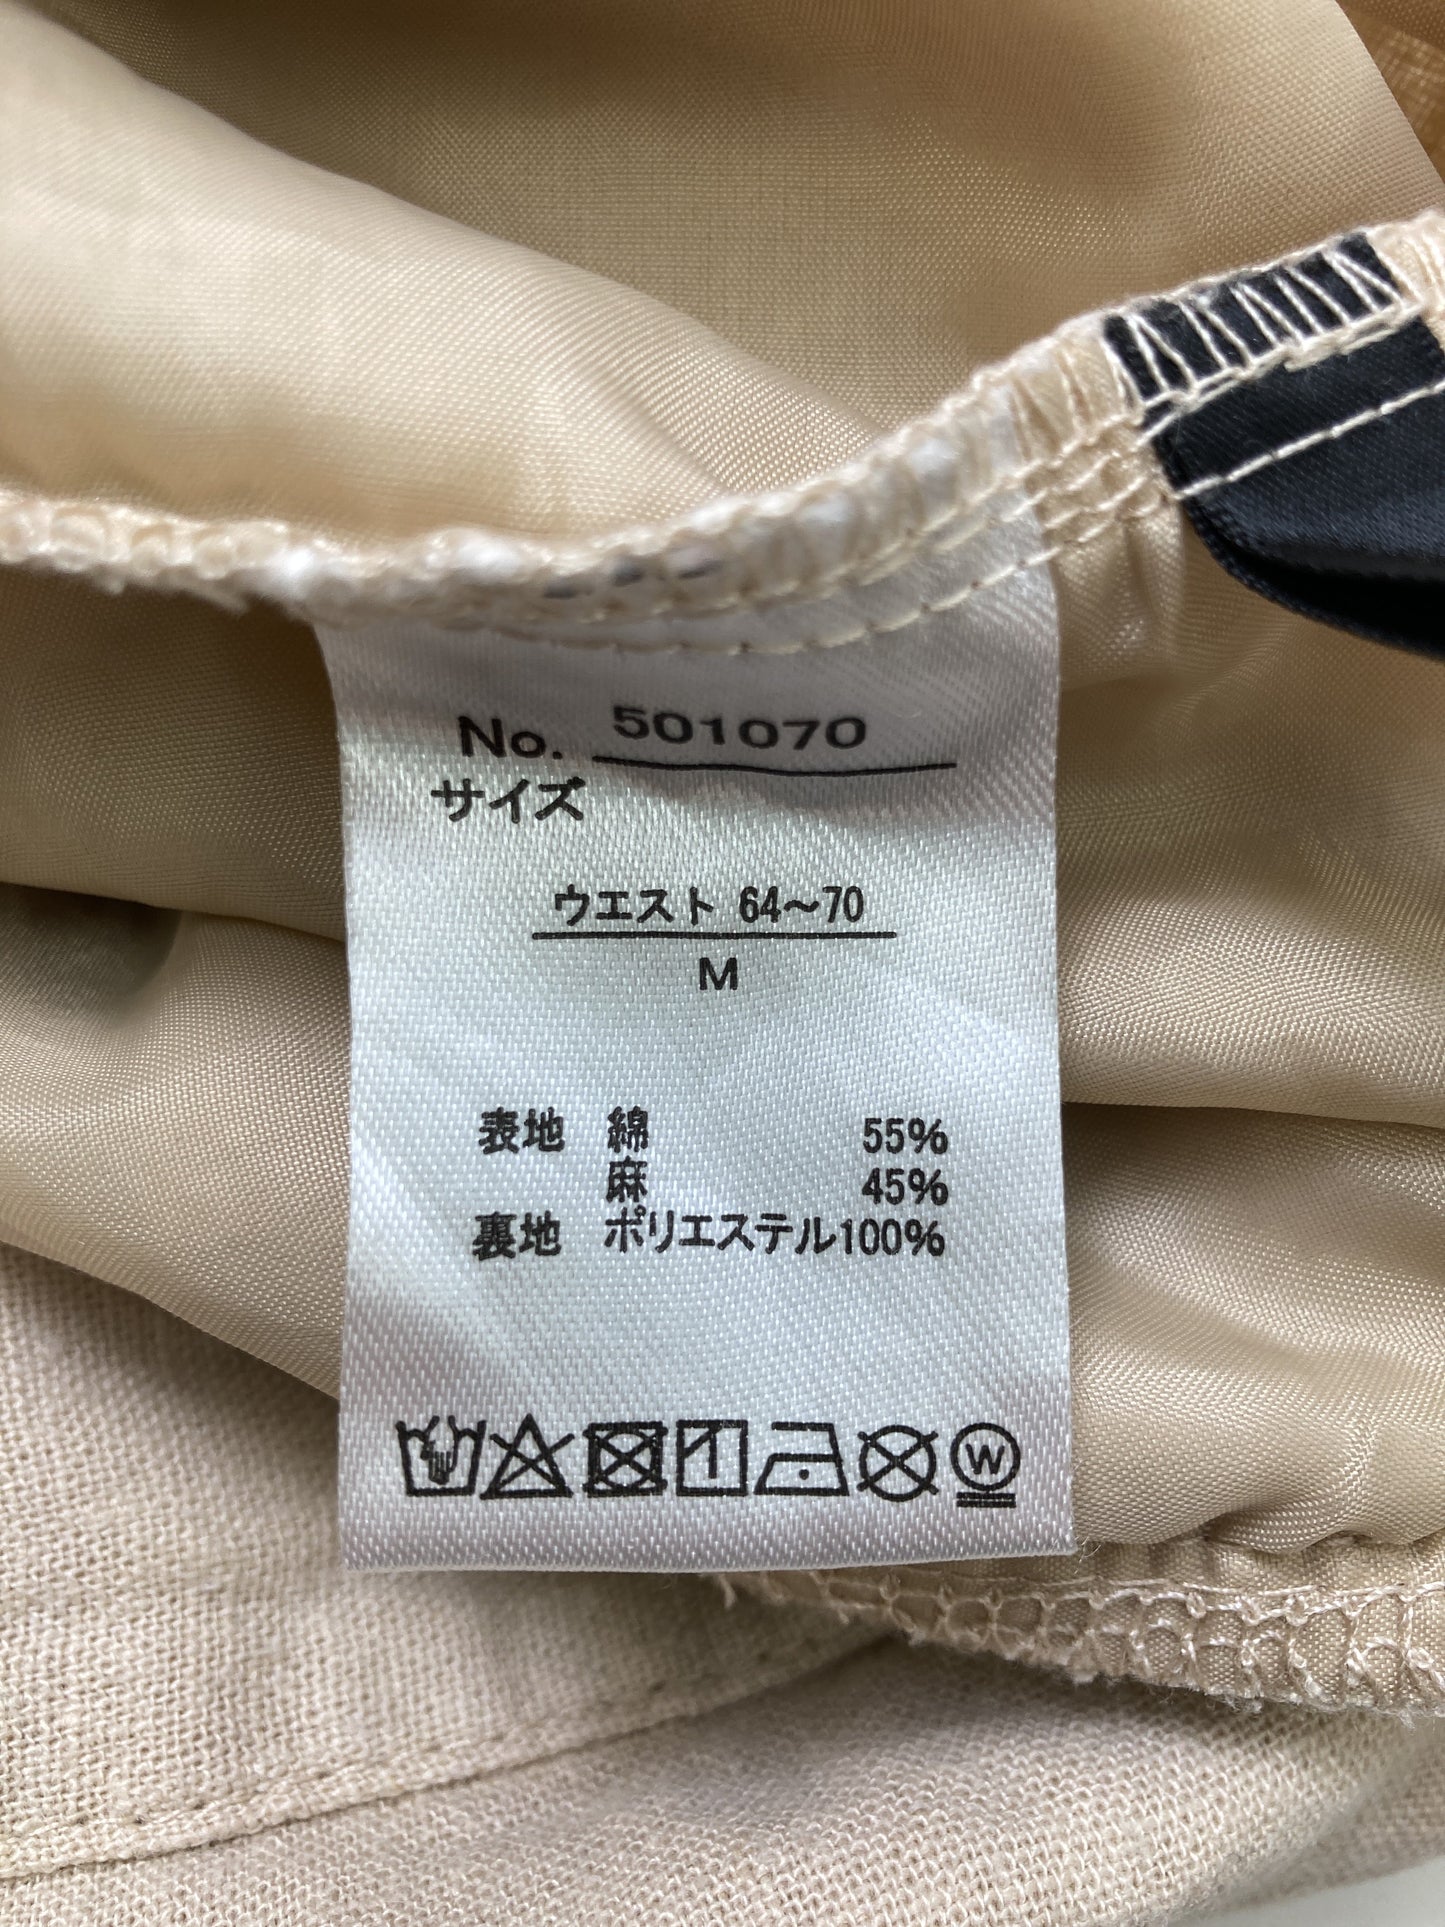 No. 501070
サイズ
ウエスト 64～70
M
表地 綿 55%
麻 45%
裏地 ポリエステル100%
W